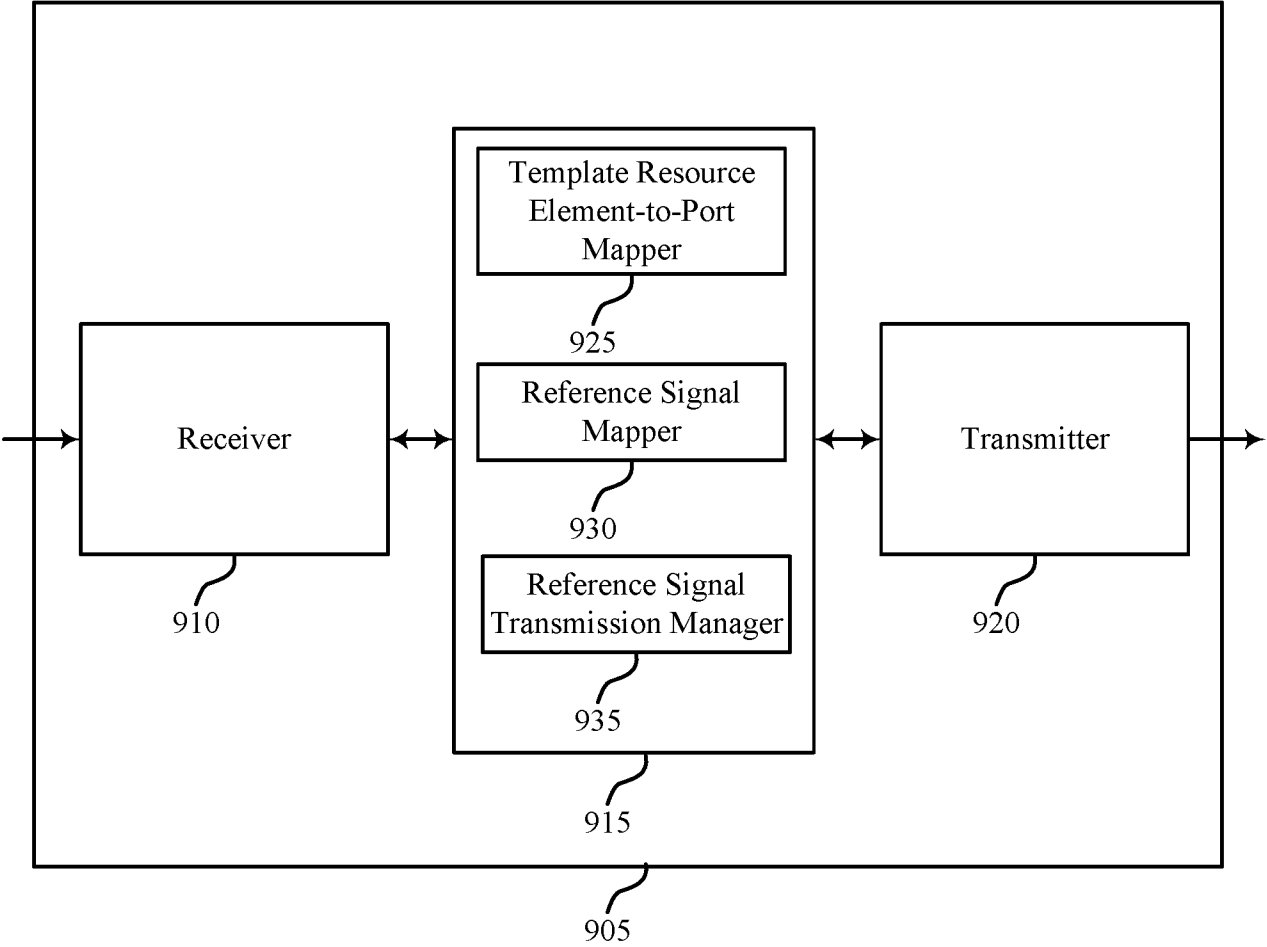 Template Resource
Element-to-Port
Mapper
925
Reference Signal
Mapper
930
Reference Signal
Transmission Manager
935
915
Receiver
910
Transmitter
920
905